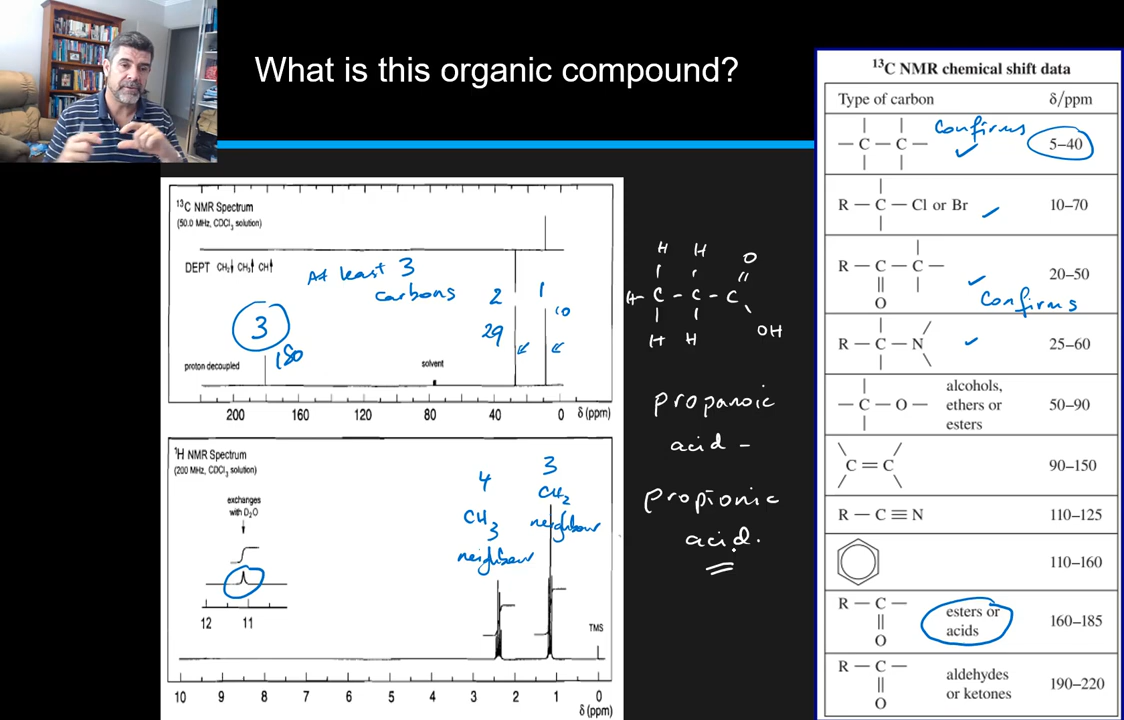 What is this organic compound?
¹³C NMR Spectrum
(50.0 MHz, CDCl₃ solution)
DEPT CH₂↓ CH₃↑ CH↑
At least 3
carbons
2
1
3
29
10
180
proton decoupled
solvent
200 160 120 80 40 0 δ (ppm)
¹H NMR Spectrum
(200 MHz, CDCl₃ solution)
exchanges
with D₂O
12 11
4
CH₃
neighbour
3
CH₂
neighbour
TMS
10 9 8 7 6 5 4 3 2 1 0
δ (ppm)
H H O
H C - C - C
H H OH
propanoic
acid -
propionic
acid.
¹³C NMR chemical shift data
Type of carbon δ/ppm
confirms
— C — C — 5–40
R — C — Cl or Br 10–70
R — C — C — 20–50
O
Confirms
R — C — N 25–60
— C — O — alcohols, ethers or esters 50–90
C = C 90–150
R — C ≡ N 110–125
110–160
R — C — esters or acids 160–185
O
R — C — aldehydes or ketones 190–220
O